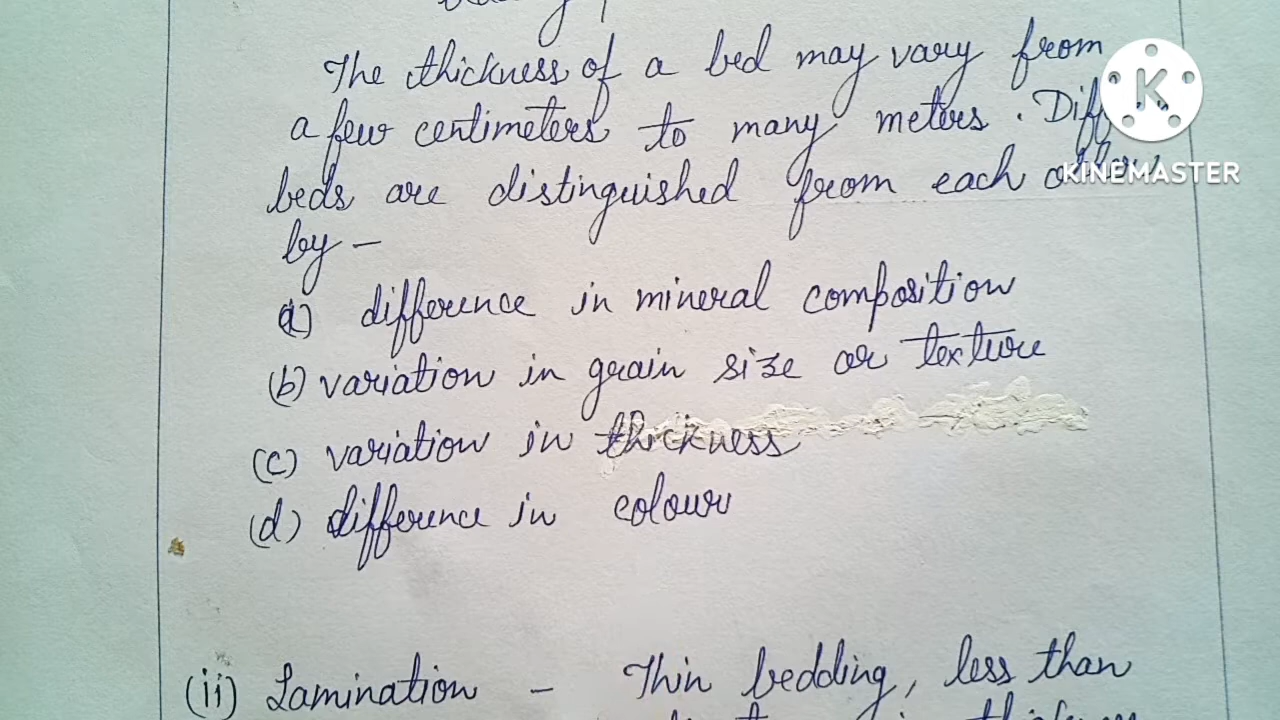 The thickness of a bed may vary from
a few centimeters to many meters. Diff
beds are distinguished from each others
by -
a) difference in mineral composition
(b) variation in grain size or texture
(c) variation in thickness
(d) difference in colour
(ii) Lamination - Thin bedding, less than
K
KINEMASTER